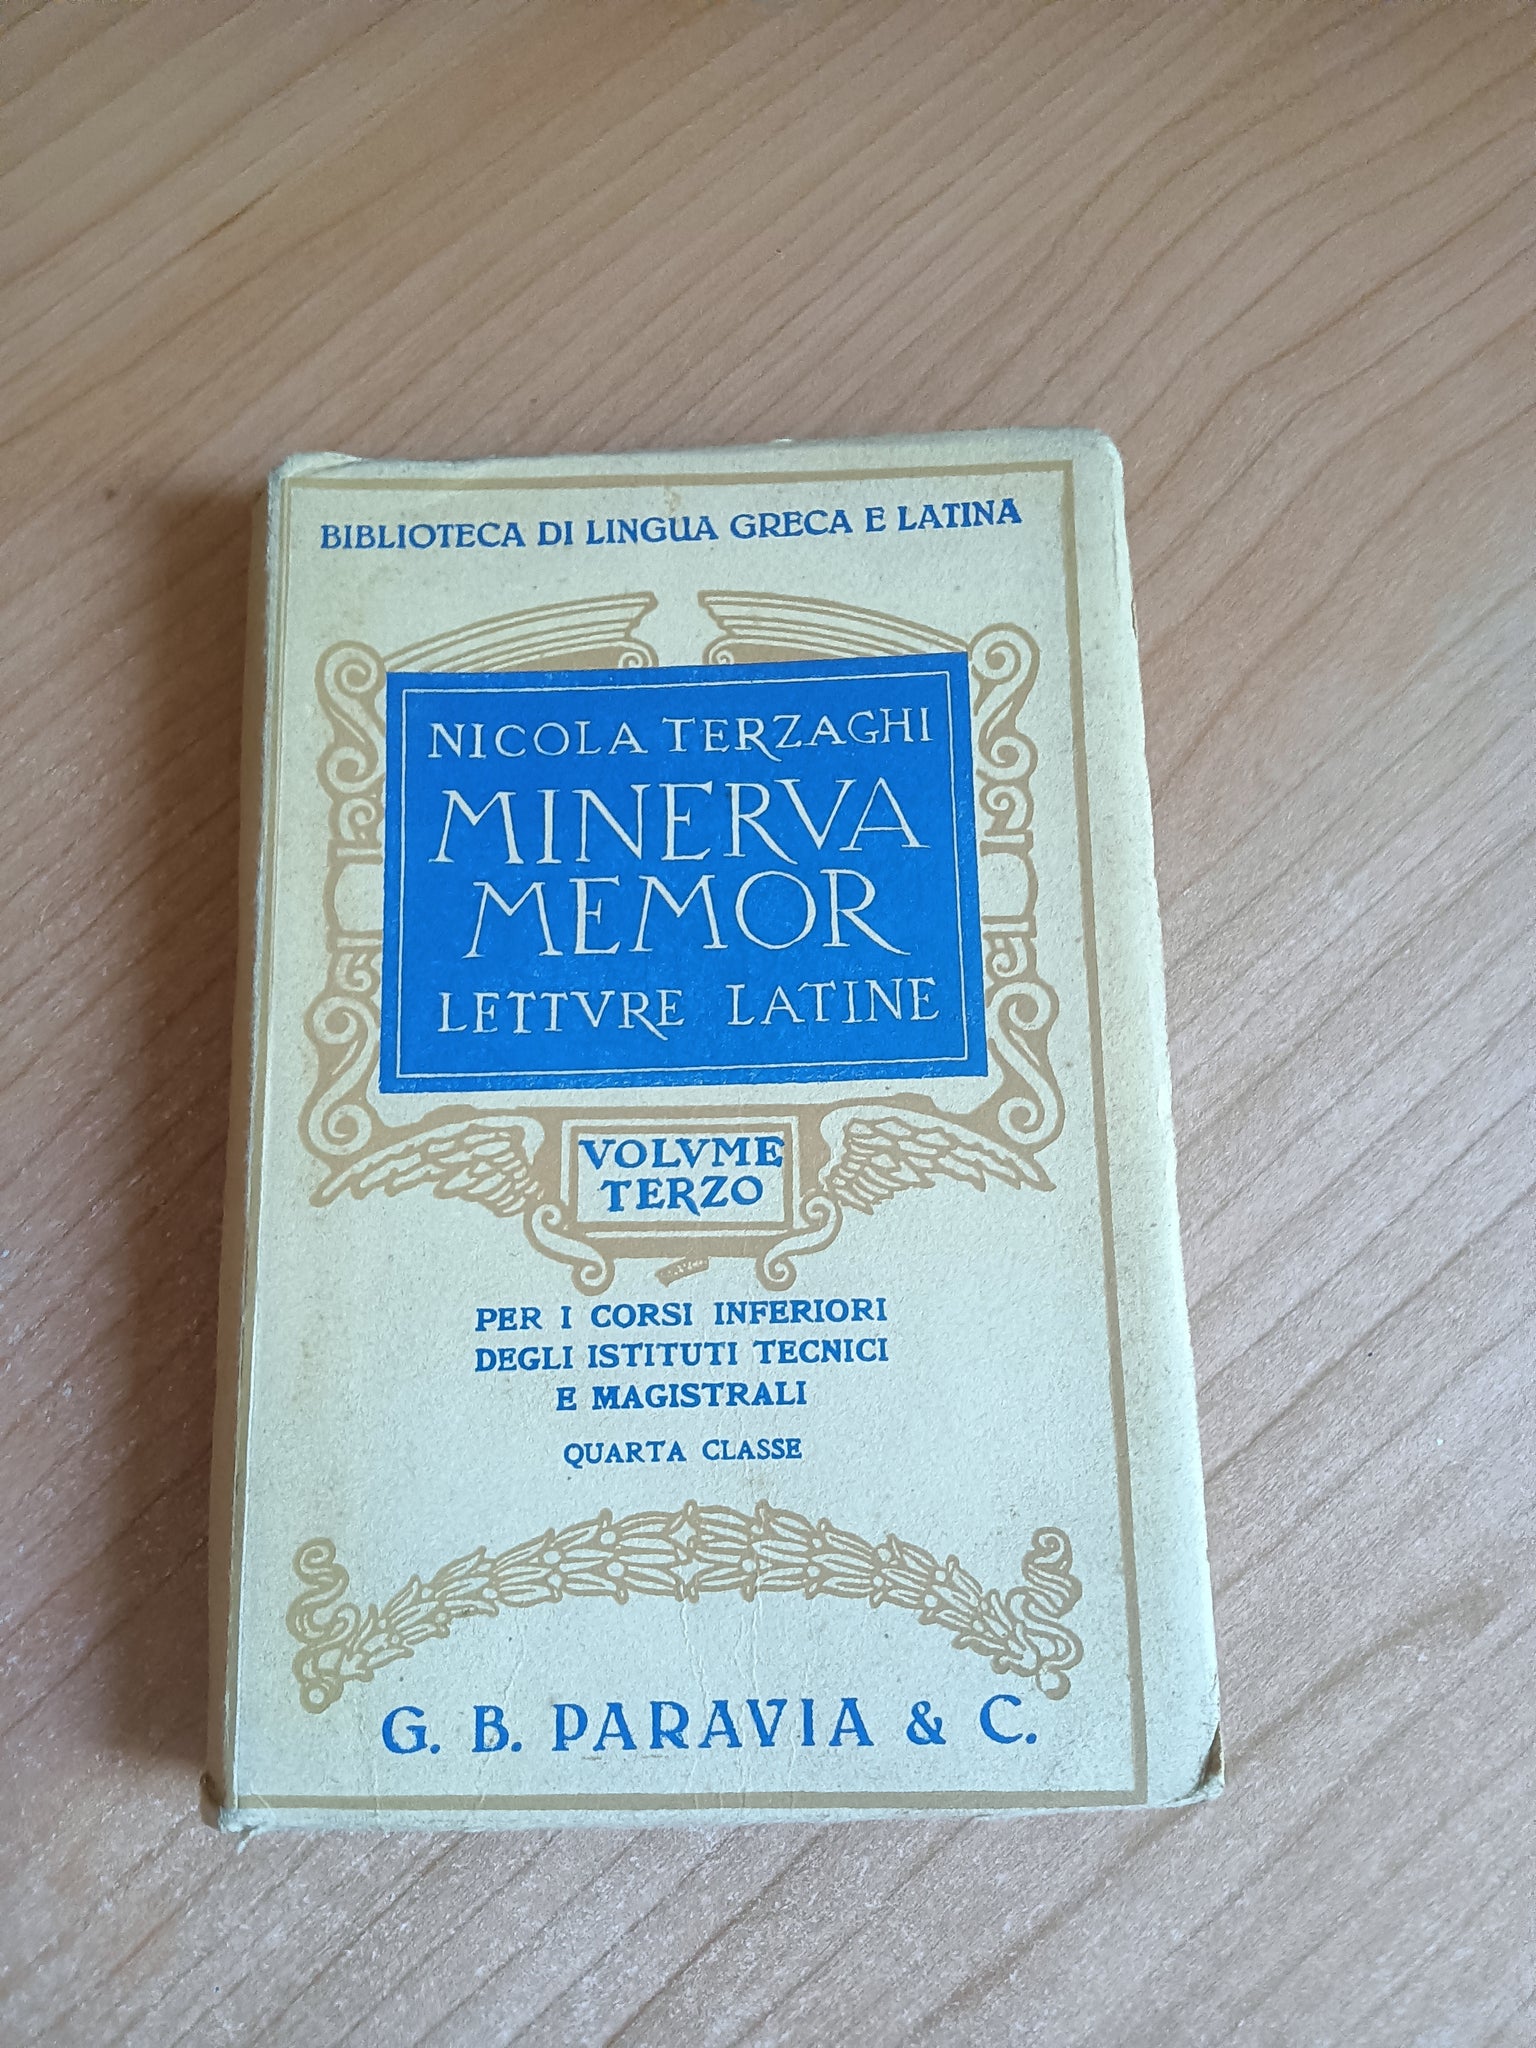 BIBLIOTECA DI LINGUA GRECA E LATINA
NICOLA TERZAGHI
MINERVA
MEMOR
LETTVRE LATINE
VOLVME
TERZO
PER I CORSI INFERIORI
DEGLI ISTITUTI TECNICI
E MAGISTRALI
QUARTA CLASSE
G. B. PARAVIA & C.